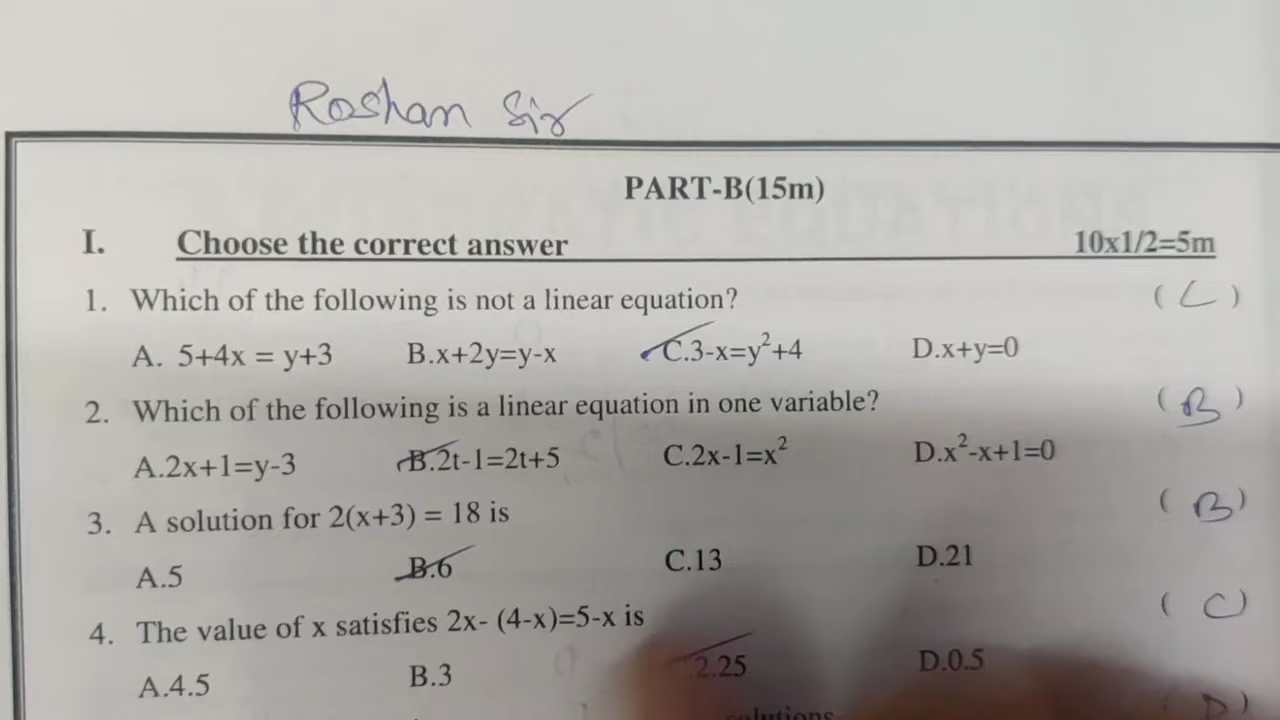 Roshan Sir
PART-B(15m)
I. Choose the correct answer 10x1/2=5m
1. Which of the following is not a linear equation? (C)
A. 5+4x = y+3 B.x+2y=y-x C.3-x=y²+4 D.x+y=0
2. Which of the following is a linear equation in one variable? (B)
A.2x+1=y-3 B.2t-1=2t+5 C.2x-1=x² D.x²-x+1=0
3. A solution for 2(x+3) = 18 is (B)
A.5 B.6 C.13 D.21
4. The value of x satisfies 2x- (4-x)=5-x is (C)
A.4.5 B.3 2.25 D.0.5
solutions (D)